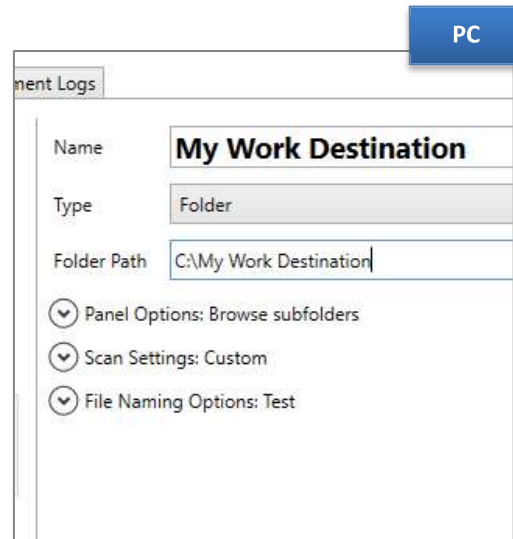 PC
ment Logs
Name My Work Destination
Type Folder
Folder Path C:\My Work Destination
Panel Options: Browse subfolders
Scan Settings: Custom
File Naming Options: Test